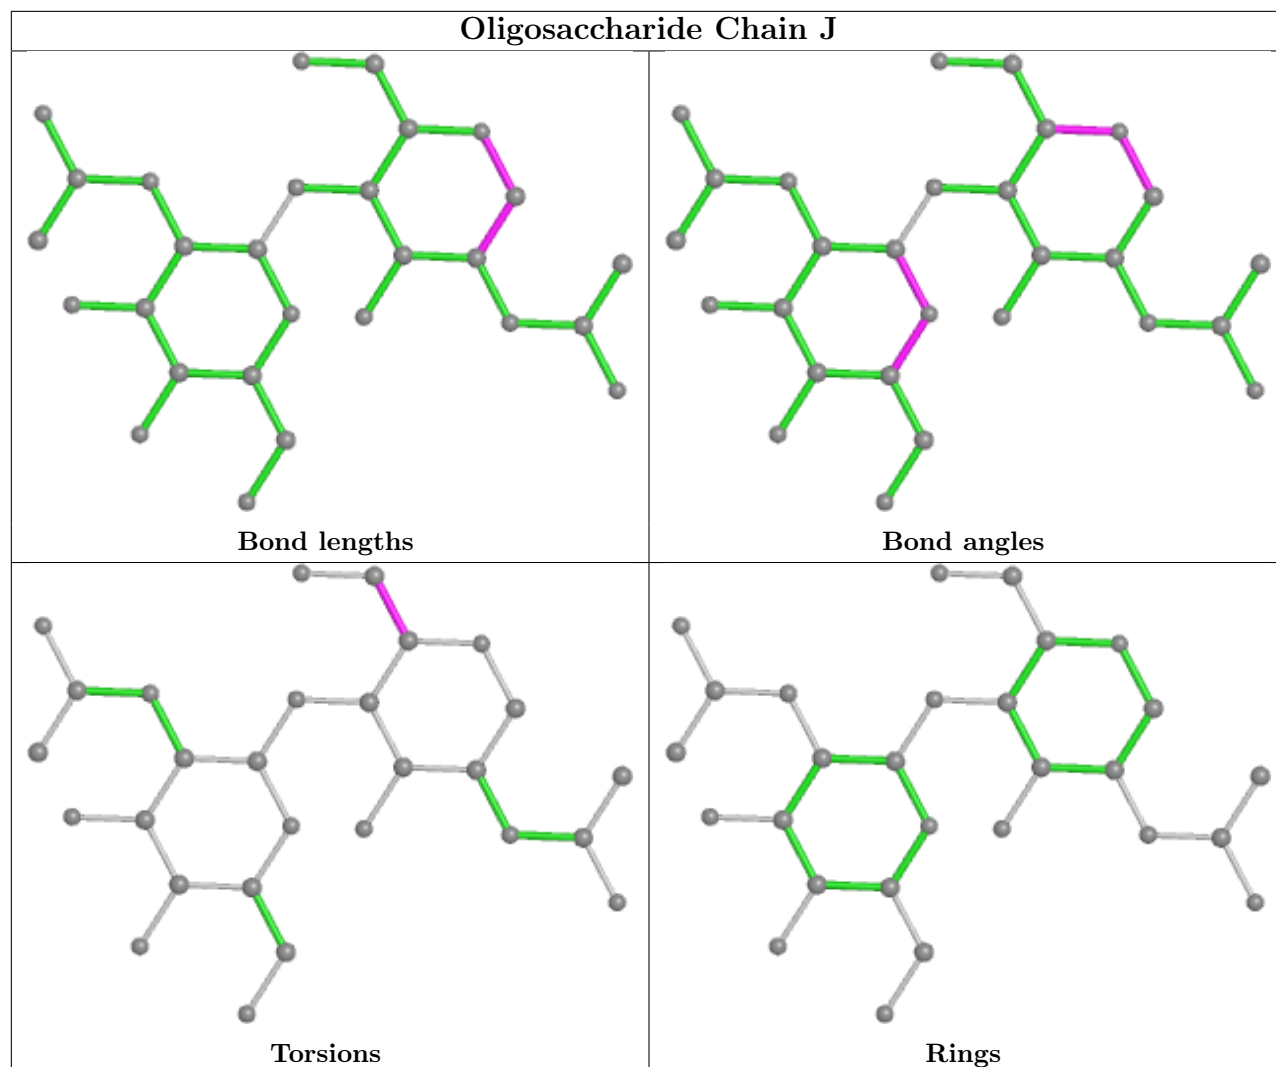 Oligosaccharide Chain J
Bond lengths
Bond angles
Torsions
Rings